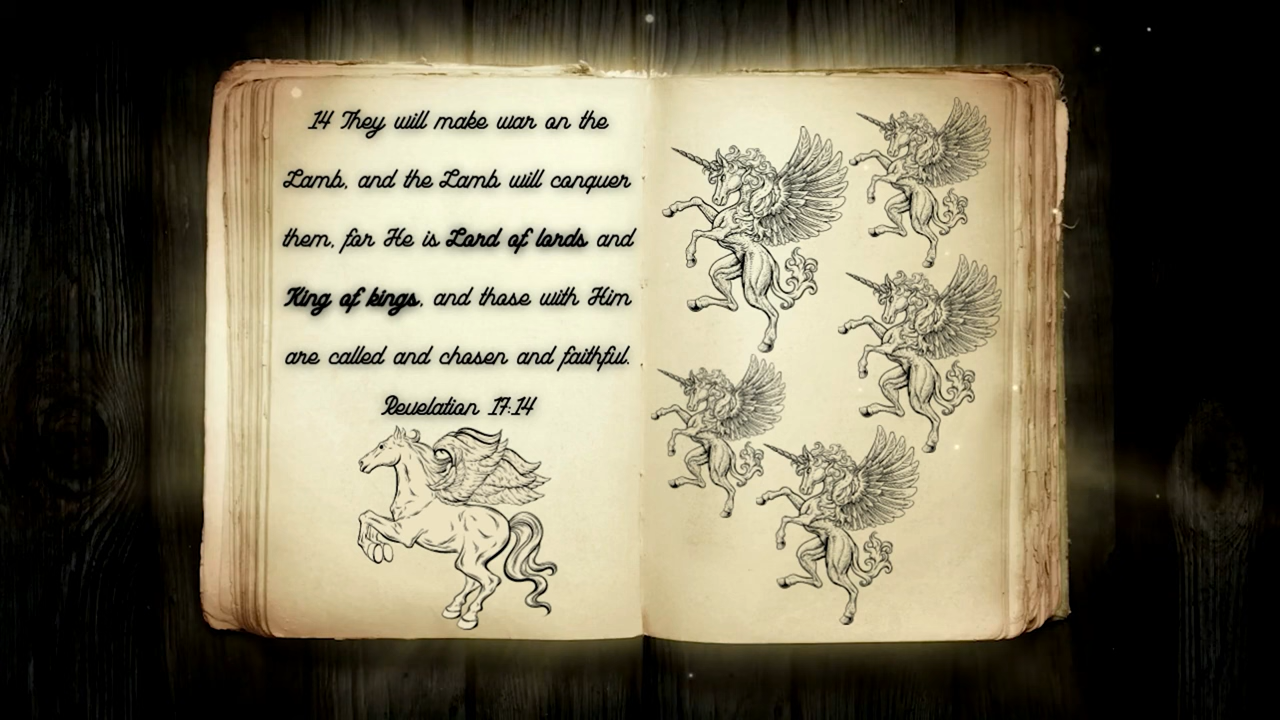 14 They will make war on the
Lamb, and the Lamb will conquer
them, for He is Lord of lords and
King of kings, and those with Him
are called and chosen and faithful.
Revelation 17:14